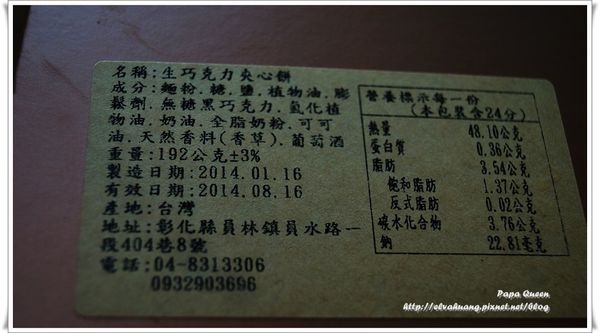 名稱:生巧克力夾心餅
成分:麵粉.糖.鹽.植物油.膨
鬆劑.無糖黑巧克力.氫化植
物油.奶油.全脂奶粉.可可
油.天然香料(香草).葡萄酒
重量:192公克±3%
製造日期:2014.01.16
有效日期:2014.08.16
產地:台灣
地址:彰化縣員林鎮員水路一
段404巷8號
電話:04-8313306
0932903696
營養標示每一份
(本包裝含24分)
熱量 48.10公克
蛋白質 0.36公克
脂肪 3.54公克
飽和脂肪 1.37公克
反式脂肪 0.02公克
碳水化合物 3.76公克
鈉 22.81毫克
Papa Queen
http://elvahuang.pixnet.net/blog